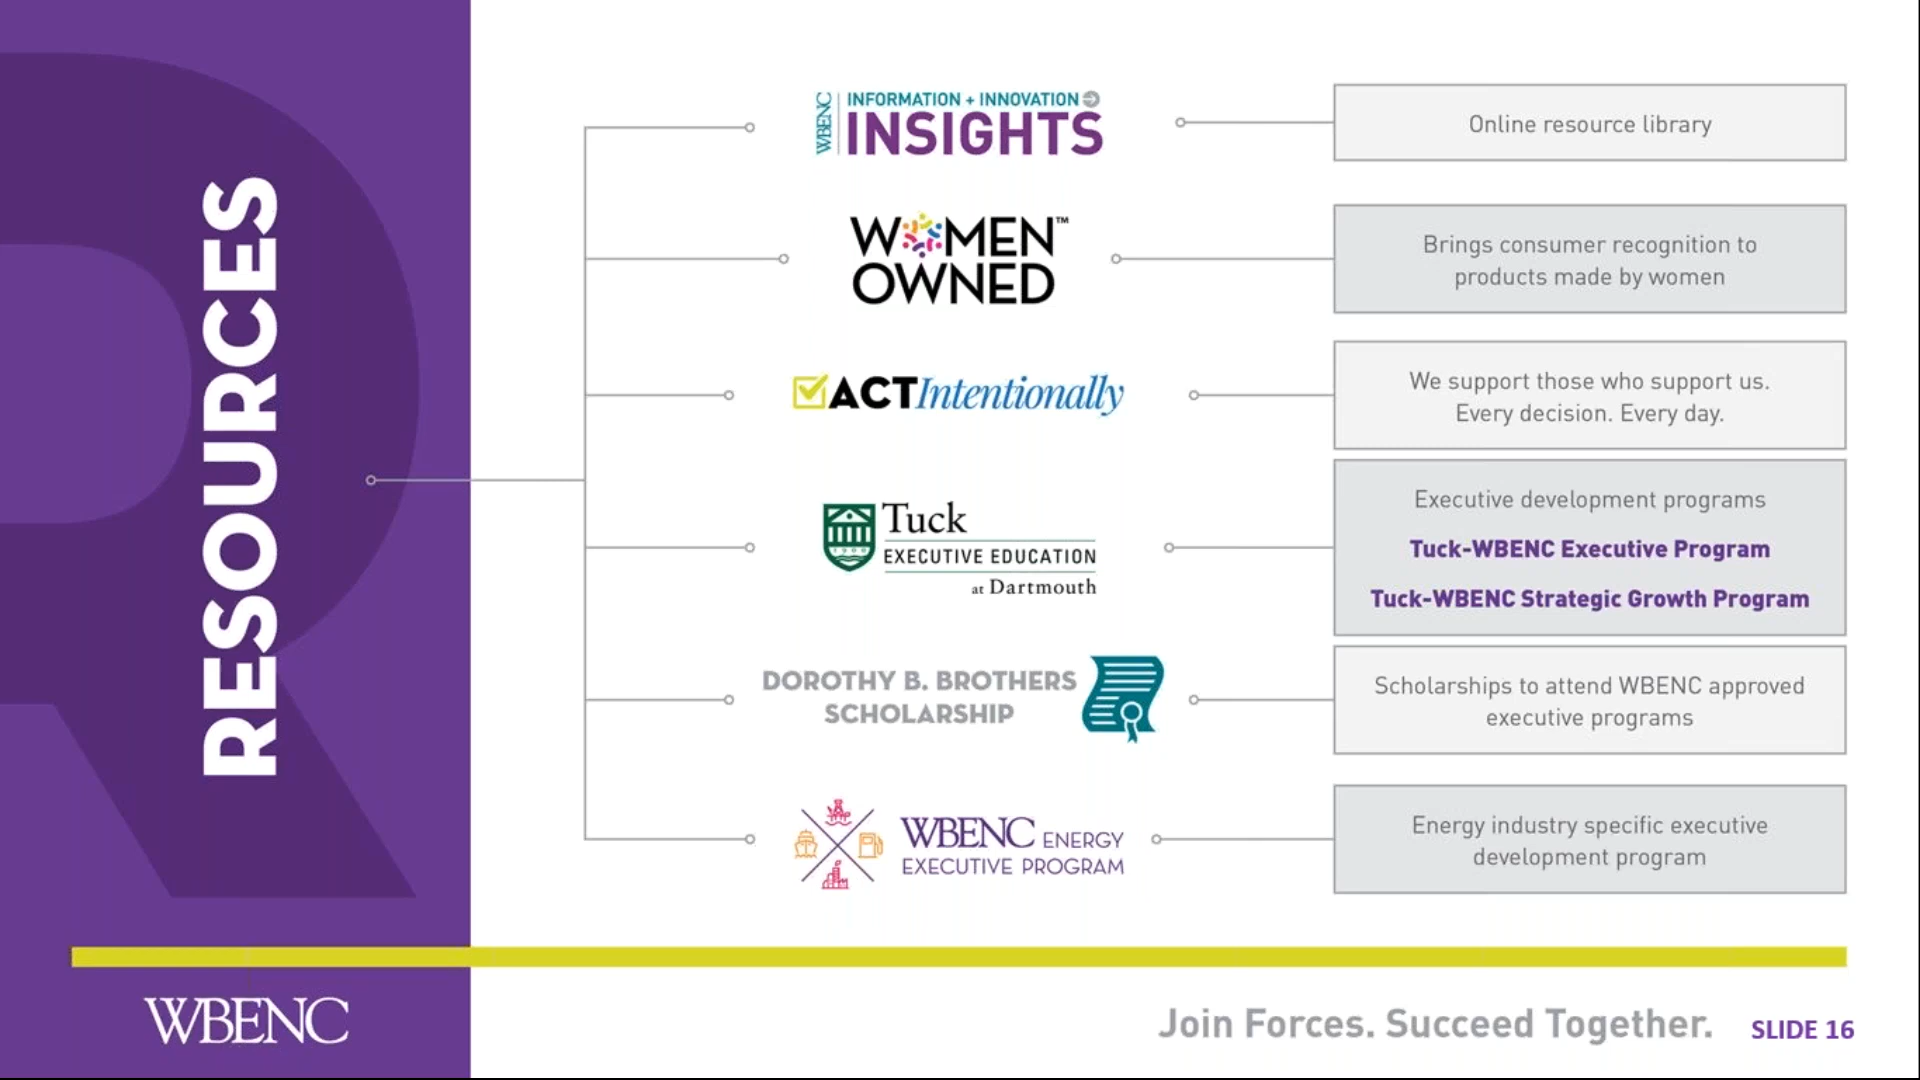 RESOURCES
WBENC
INFORMATION + INNOVATION
INSIGHTS
Online resource library
WOMEN™
OWNED
Brings consumer recognition to
products made by women
ACTIntentionally
We support those who support us.
Every decision. Every day.
1900
Tuck
EXECUTIVE EDUCATION
at Dartmouth
Executive development programs
Tuck-WBENC Executive Program
Tuck-WBENC Strategic Growth Program
DOROTHY B. BROTHERS
SCHOLARSHIP
Scholarships to attend WBENC approved
executive programs
WBENC ENERGY
EXECUTIVE PROGRAM
Energy industry specific executive
development program
WBENC
Join Forces. Succeed Together.
SLIDE 16